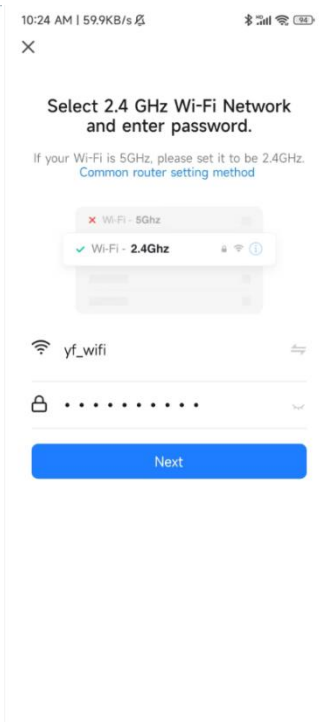 10:24 AM | 59.9KB/s
94
Select 2.4 GHz Wi-Fi Network
and enter password.
If your Wi-Fi is 5GHz, please set it to be 2.4GHz.
Common router setting method
Wi-Fi - 5Ghz
Wi-Fi - 2.4Ghz
yf_wifi
Next